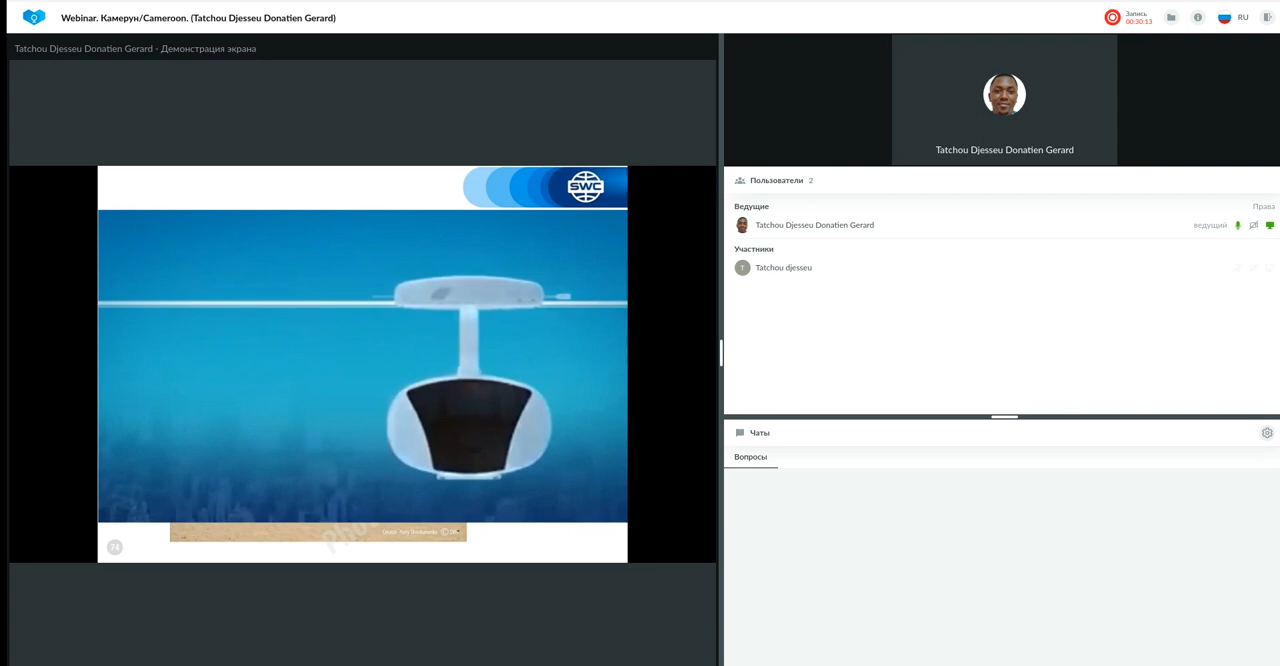 Webinar. Камерун/Cameroon. (Tatchou Djesseu Donatien Gerard)
Запись
00:30:13
RU
Tatchou Djesseu Donatien Gerard - Демонстрация экрана
SWC
74
Tatchou Djesseu Donatien Gerard
Пользователи 2
Ведущие
Права
Tatchou Djesseu Donatien Gerard
ведущий
Участники
T
Tatchou djesseu
Чаты
Вопросы